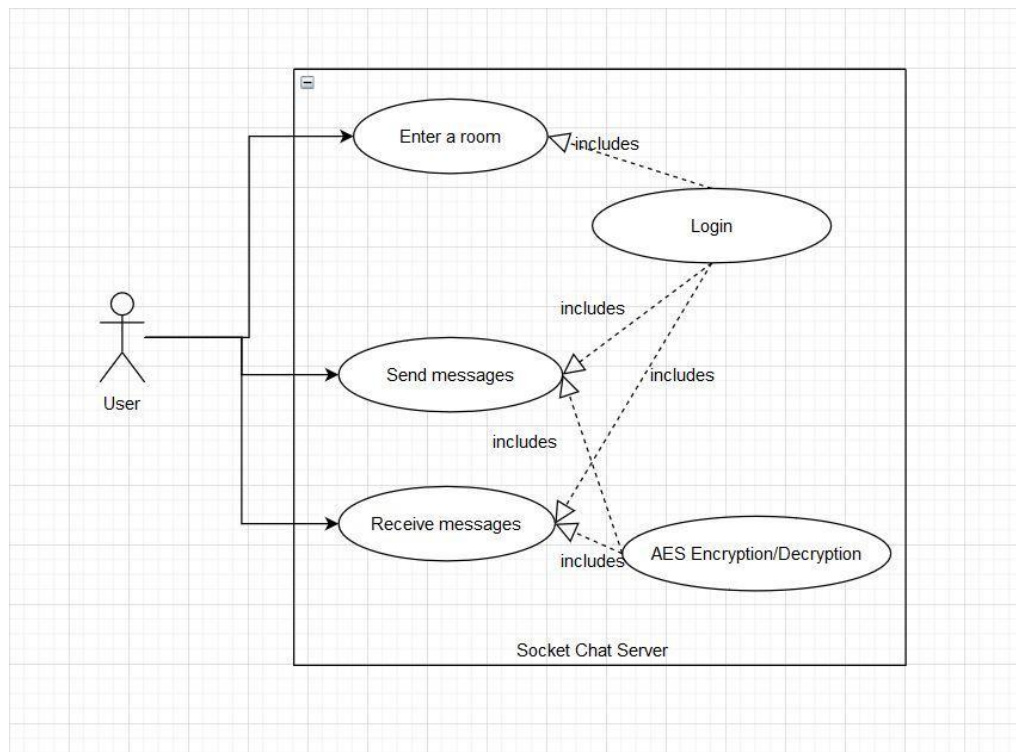 Enter a room
includes
Login
includes
Send messages
includes
User
includes
Receive messages
AES Encryption/Decryption
includes
Socket Chat Server